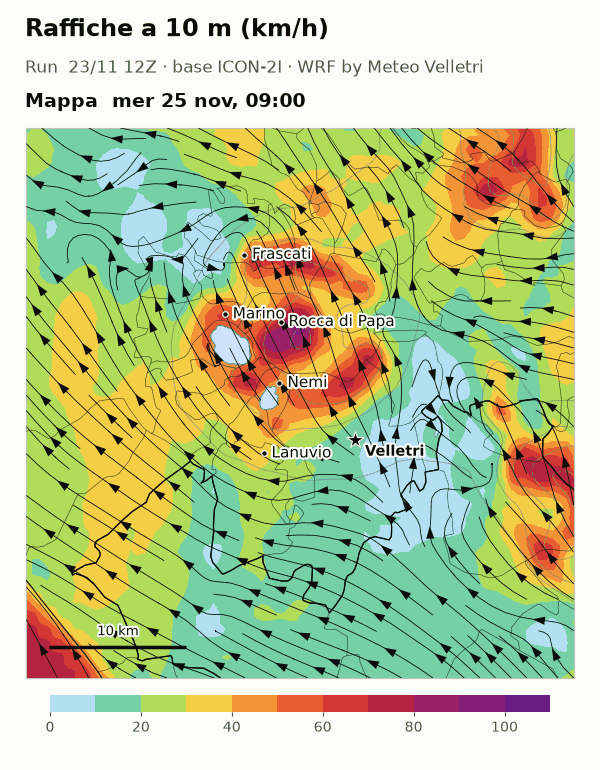 Raffiche a 10 m (km/h)
Run  23/11 12Z · base ICON-2I · WRF by Meteo Velletri
Mappa  mer 25 nov, 09:00
Frascati
Marino
Rocca di Papa
Nemi
Velletri
Lanuvio
10 km
0 20 40 60 80 100